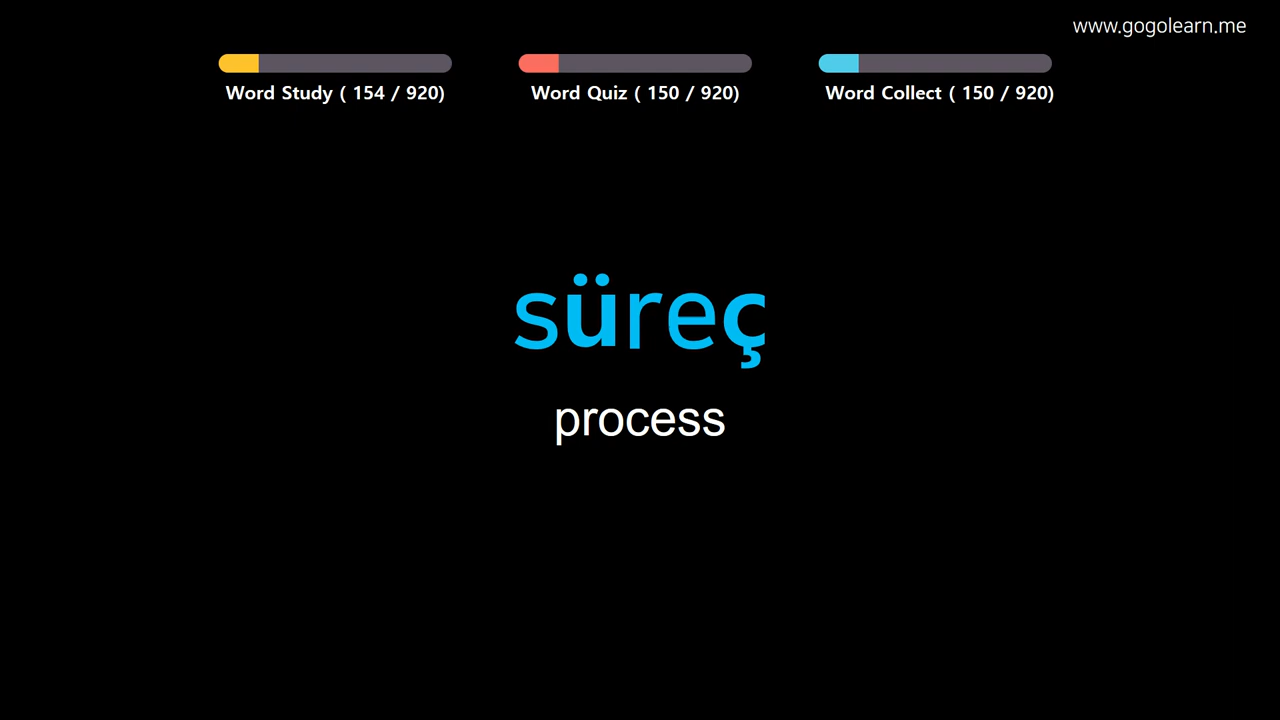 www.gogolearn.me
Word Study ( 154 / 920)
Word Quiz ( 150 / 920)
Word Collect ( 150 / 920)
süreç
process